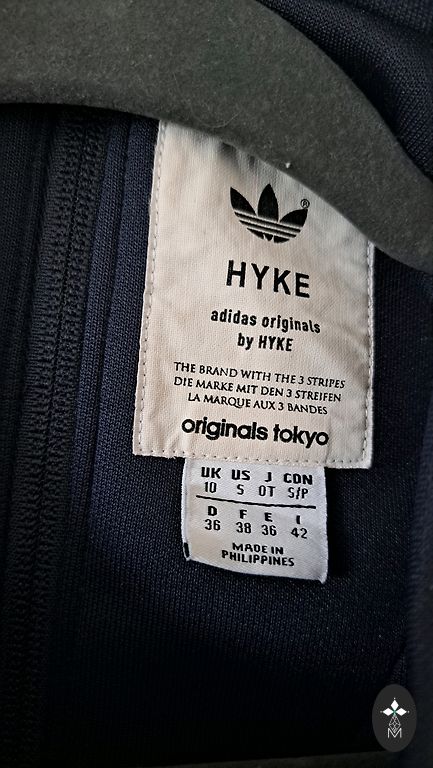 ®
HYKE
adidas originals
by HYKE
THE BRAND WITH THE 3 STRIPES
DIE MARKE MIT DEN 3 STREIFEN
LA MARQUE AUX 3 BANDES
originals tokyo
UK US J CDN
10 S OT S/P
D F E I
36 38 36 42
MADE IN
PHILIPPINES
M